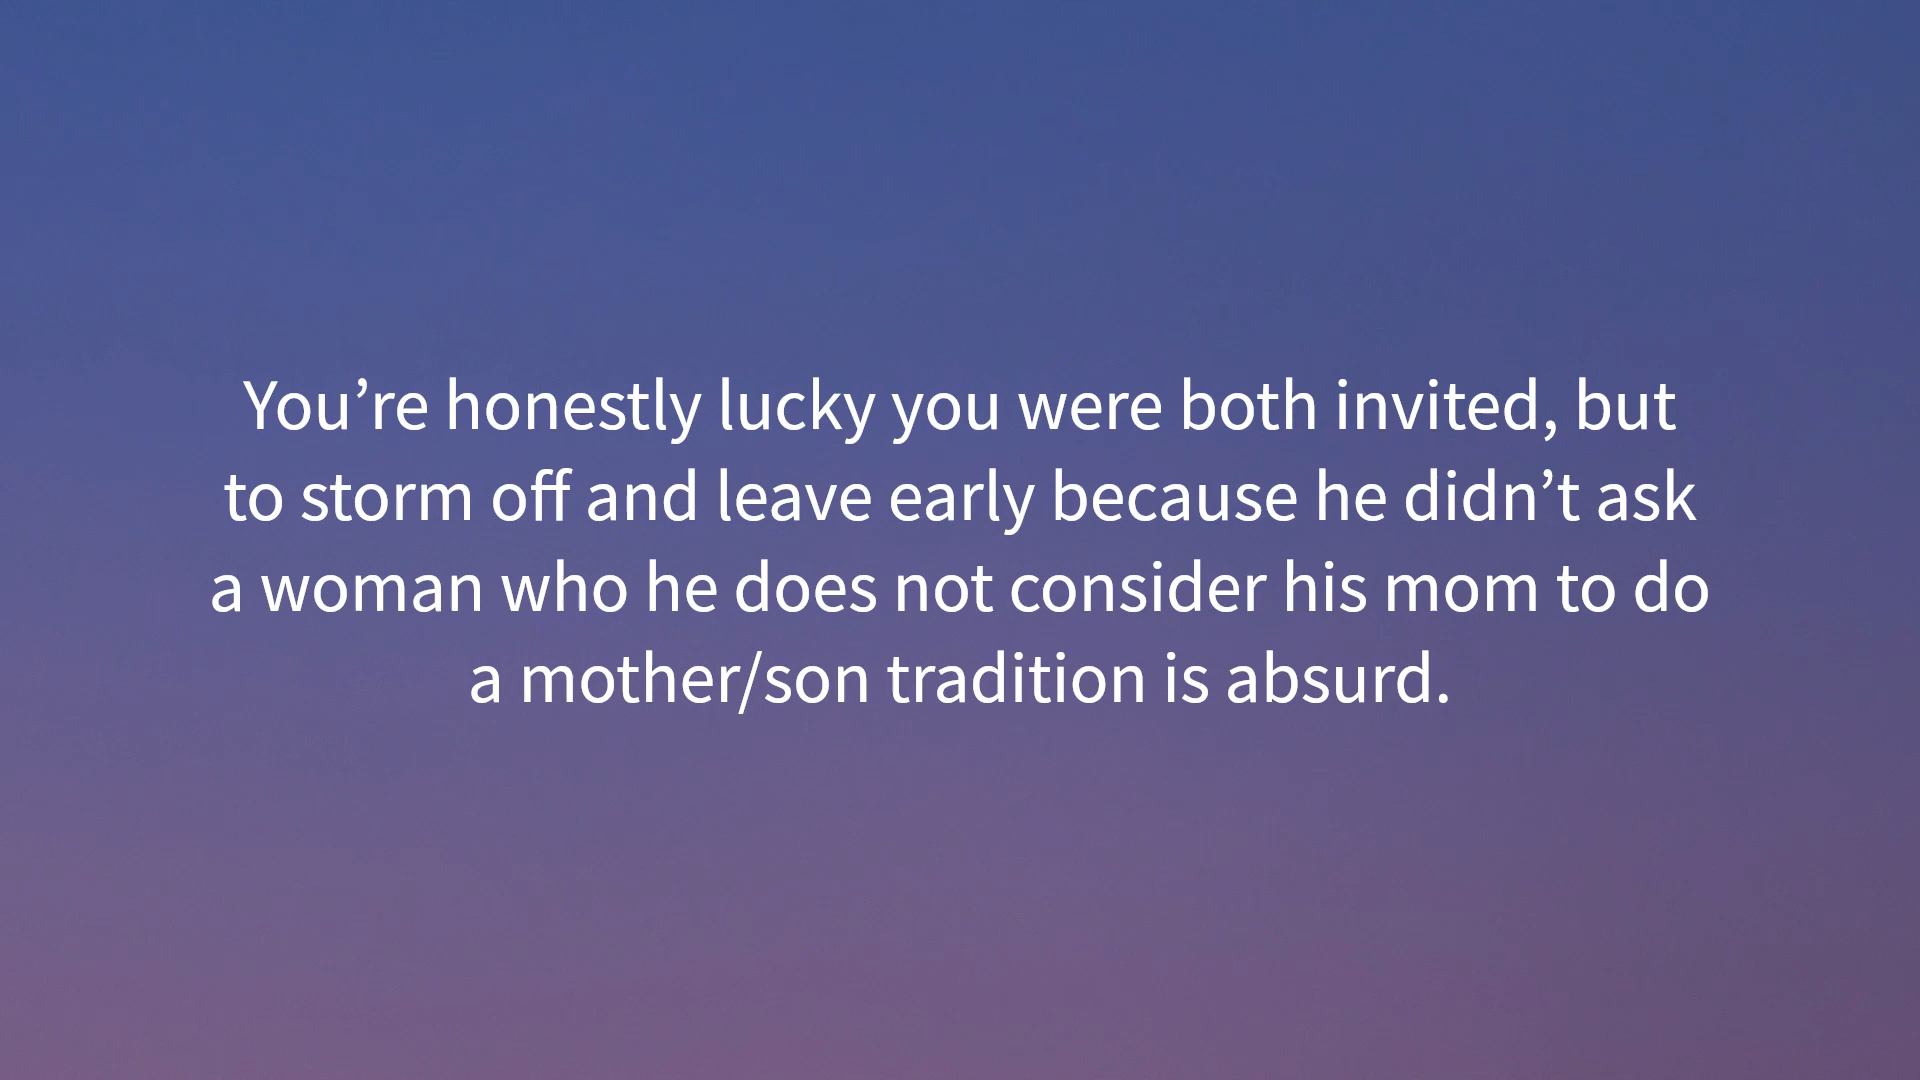 You’re honestly lucky you were both invited, but
to storm off and leave early because he didn’t ask
a woman who he does not consider his mom to do
a mother/son tradition is absurd.